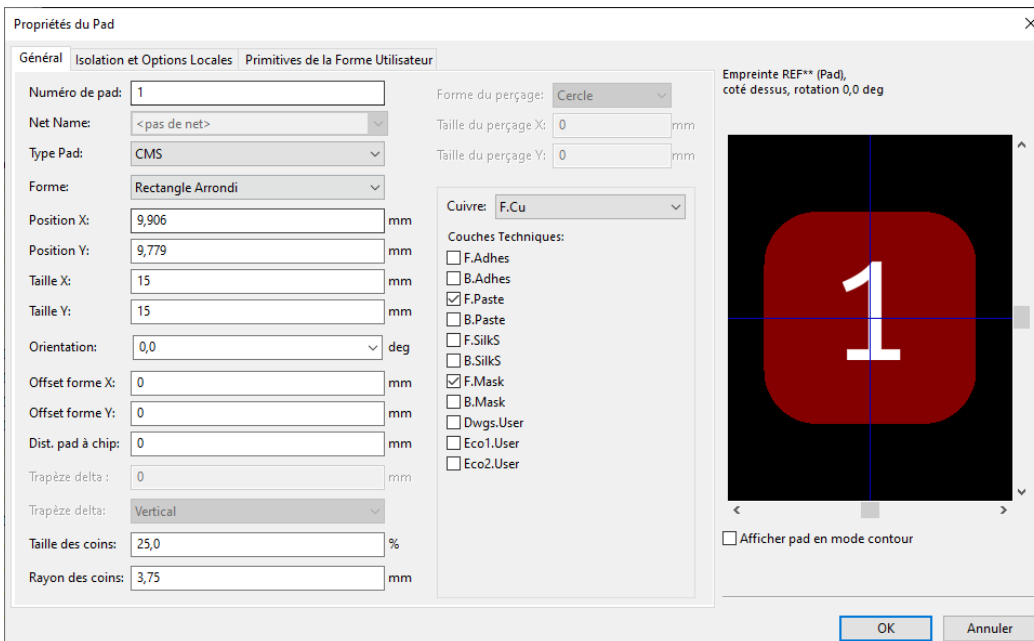 Propriétés du Pad
Général Isolation et Options Locales Primitives de la Forme Utilisateur
Numéro de pad: 1
Net Name: <pas de net>
Type Pad: CMS
Forme: Rectangle Arrondi
Position X: 9,906 mm
Position Y: 9,779 mm
Taille X: 15 mm
Taille Y: 15 mm
Orientation: 0,0 deg
Offset forme X: 0 mm
Offset forme Y: 0 mm
Dist. pad à chip: 0 mm
Trapèze delta : 0 mm
Trapèze delta: Vertical
Taille des coins: 25,0 %
Rayon des coins: 3,75 mm
Forme du perçage: Cercle
Taille du perçage X: 0 mm
Taille du perçage Y: 0 mm
Cuivre: F.Cu
Couches Techniques:
F.Adhes
B.Adhes
F.Paste
B.Paste
F.SilkS
B.SilkS
F.Mask
B.Mask
Dwgs.User
Eco1.User
Eco2.User
Empreinte REF** (Pad),
coté dessus, rotation 0,0 deg
1
Afficher pad en mode contour
OK Annuler